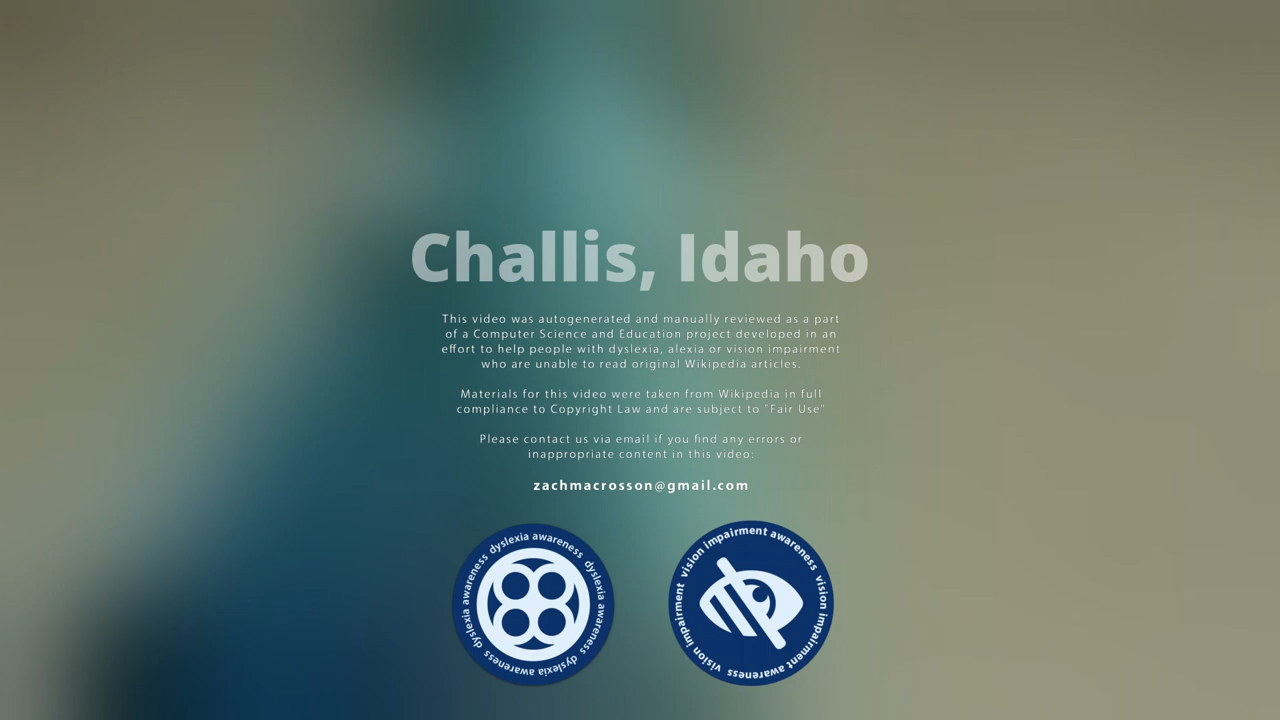 Challis, Idaho
This video was autogenerated and manually reviewed as a part
of a Computer Science and Education project developed in an
effort to help people with dyslexia, alexia or vision impairment
who are unable to read original Wikipedia articles.
Materials for this video were taken from Wikipedia in full
compliance to Copyright Law and are subject to "Fair Use"
Please contact us via email if you find any errors or
inappropriate content in this video:
zachmacrosson@gmail.com
dyslexia awareness dyslexia awareness dyslexia awareness dyslexia awareness
vision impairment awareness vision impairment awareness vision impairment